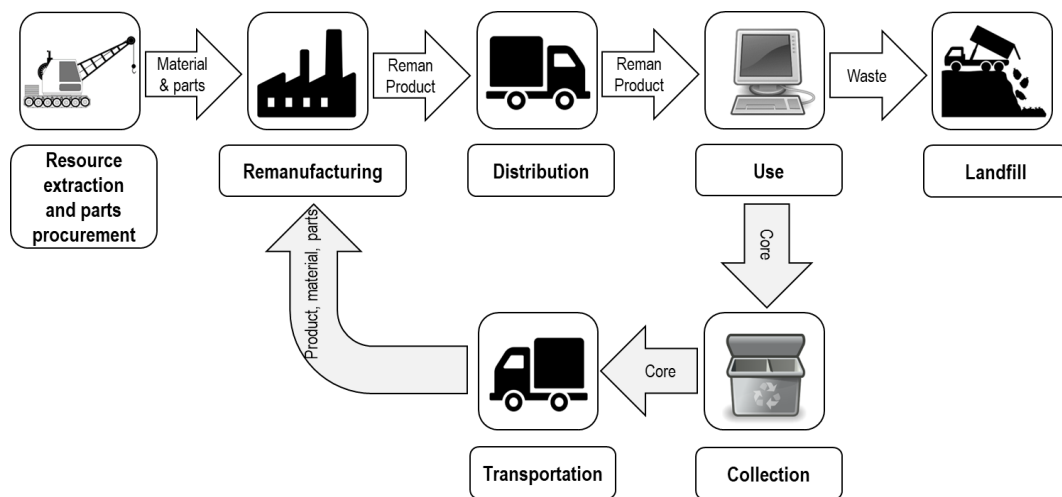 Material
& parts
Reman
Product
Reman
Product
Waste
Resource
extraction
and parts
procurement
Remanufacturing
Distribution
Use
Landfill
Product, material, parts
Core
Core
Transportation
Collection